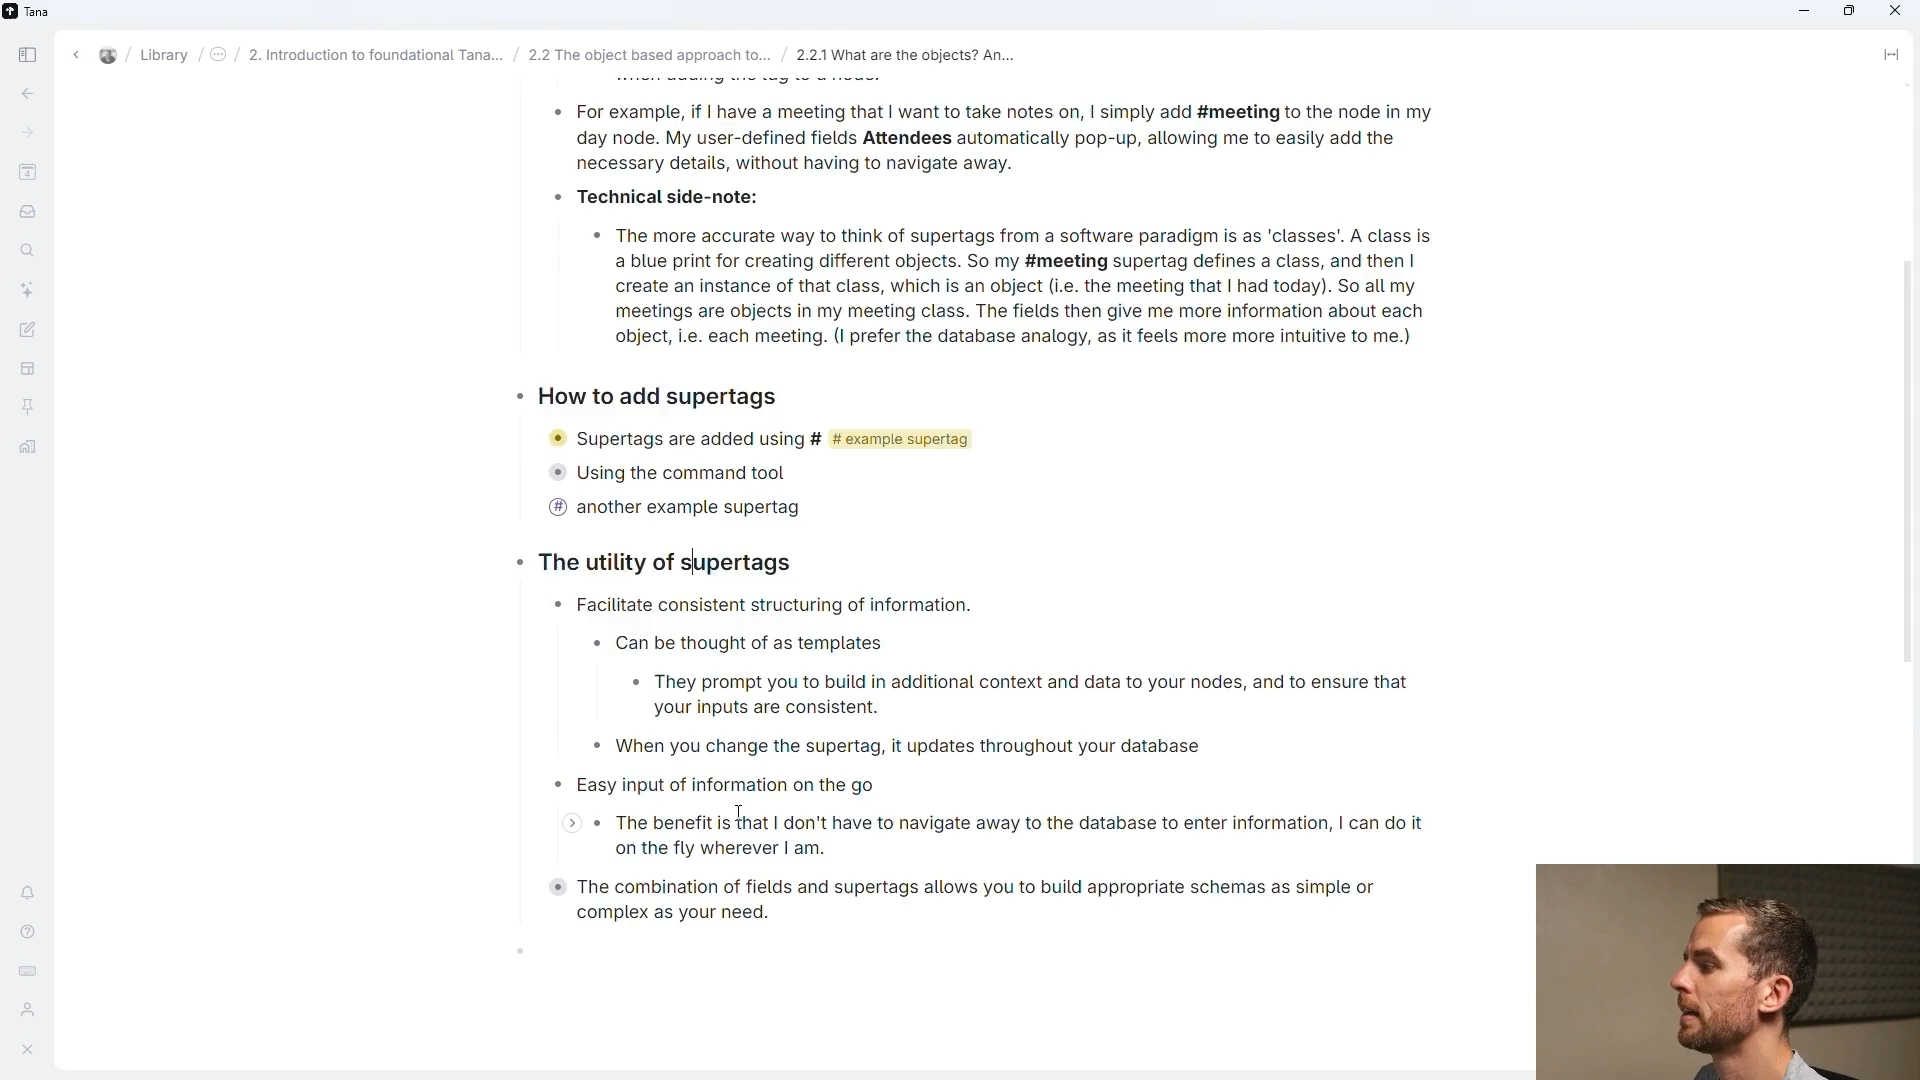 Tana
Library / 2. Introduction to foundational Tana... / 2.2 The object based approach to... / 2.2.1 What are the objects? An...
when adding the tag to a node.
For example, if I have a meeting that I want to take notes on, I simply add #meeting to the node in my
day node. My user-defined fields Attendees automatically pop-up, allowing me to easily add the
necessary details, without having to navigate away.
Technical side-note:
The more accurate way to think of supertags from a software paradigm is as 'classes'. A class is
a blue print for creating different objects. So my #meeting supertag defines a class, and then I
create an instance of that class, which is an object (i.e. the meeting that I had today). So all my
meetings are objects in my meeting class. The fields then give me more information about each
object, i.e. each meeting. (I prefer the database analogy, as it feels more more intuitive to me.)
How to add supertags
Supertags are added using # # example supertag
Using the command tool
# another example supertag
The utility of supertags
Facilitate consistent structuring of information.
Can be thought of as templates
They prompt you to build in additional context and data to your nodes, and to ensure that
your inputs are consistent.
When you change the supertag, it updates throughout your database
Easy input of information on the go
The benefit is that I don't have to navigate away to the database to enter information, I can do it
on the fly wherever I am.
The combination of fields and supertags allows you to build appropriate schemas as simple or
complex as your need.